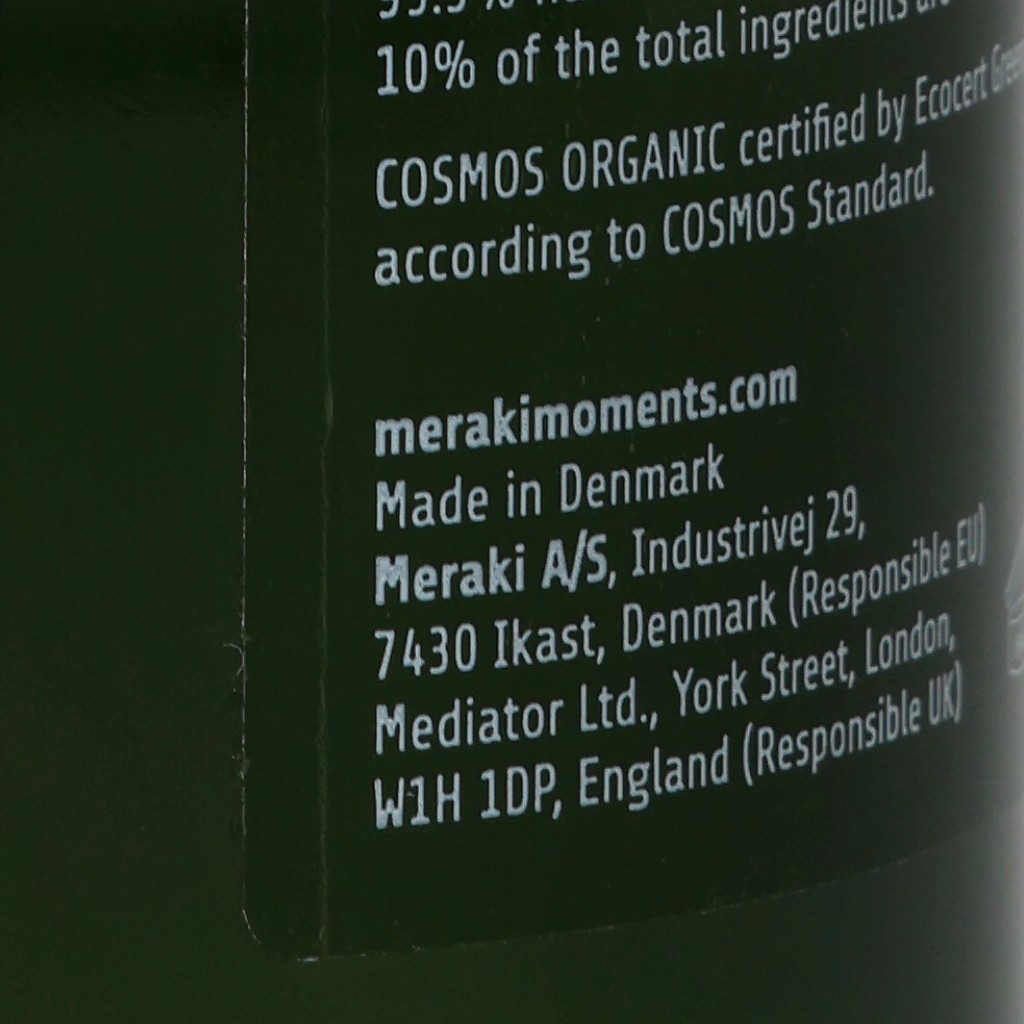 10% of the total ingredients
COSMOS ORGANIC certified by Ecocert
according to COSMOS Standard.
merakimoments.com
Made in Denmark
Meraki A/S, Industrivej 29,
7430 Ikast, Denmark (Responsible EU)
Mediator Ltd., York Street, London,
W1H 1DP, England (Responsible UK)